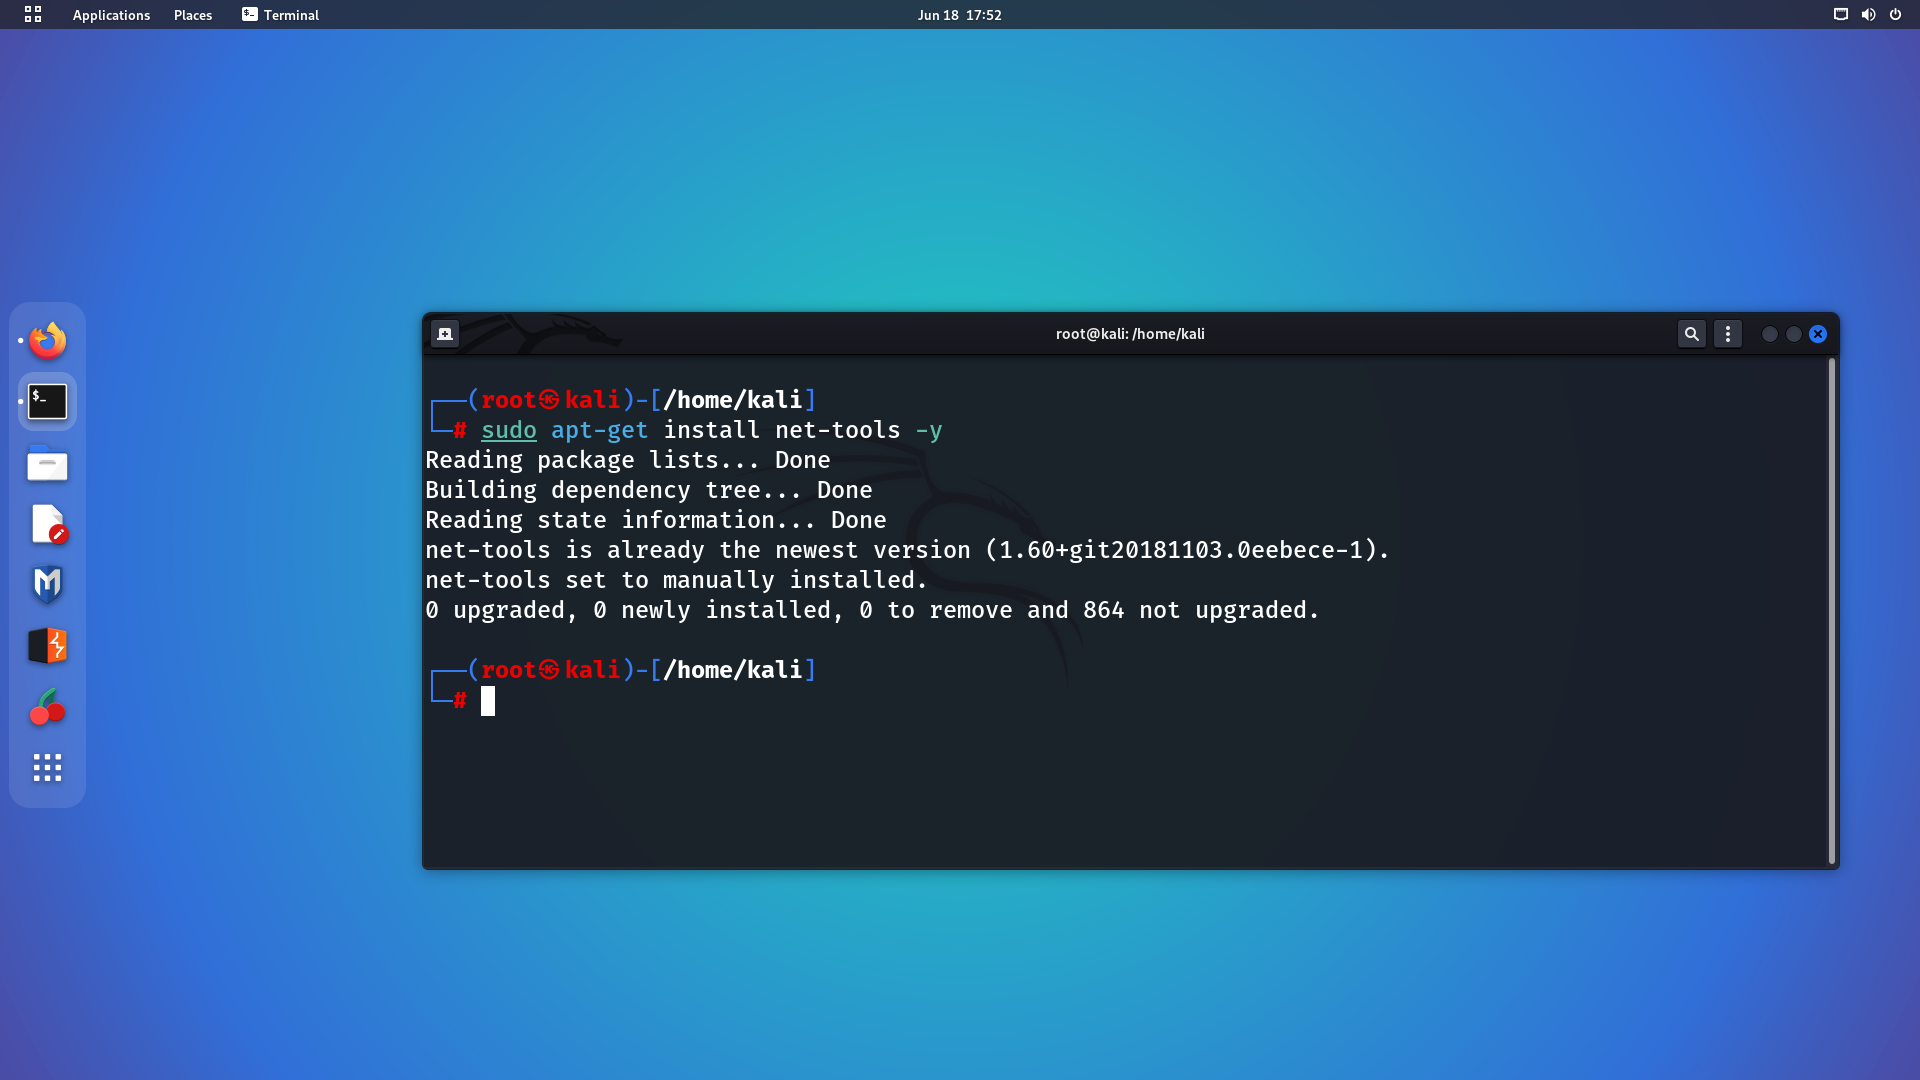 Applications Places Terminal Jun 18 17:52
root@kali: /home/kali
┌──(root㉿kali)-[/home/kali]
└─# sudo apt-get install net-tools -y
Reading package lists... Done
Building dependency tree... Done
Reading state information... Done
net-tools is already the newest version (1.60+git20181103.0eebece-1).
net-tools set to manually installed.
0 upgraded, 0 newly installed, 0 to remove and 864 not upgraded.
┌──(root㉿kali)-[/home/kali]
└─#